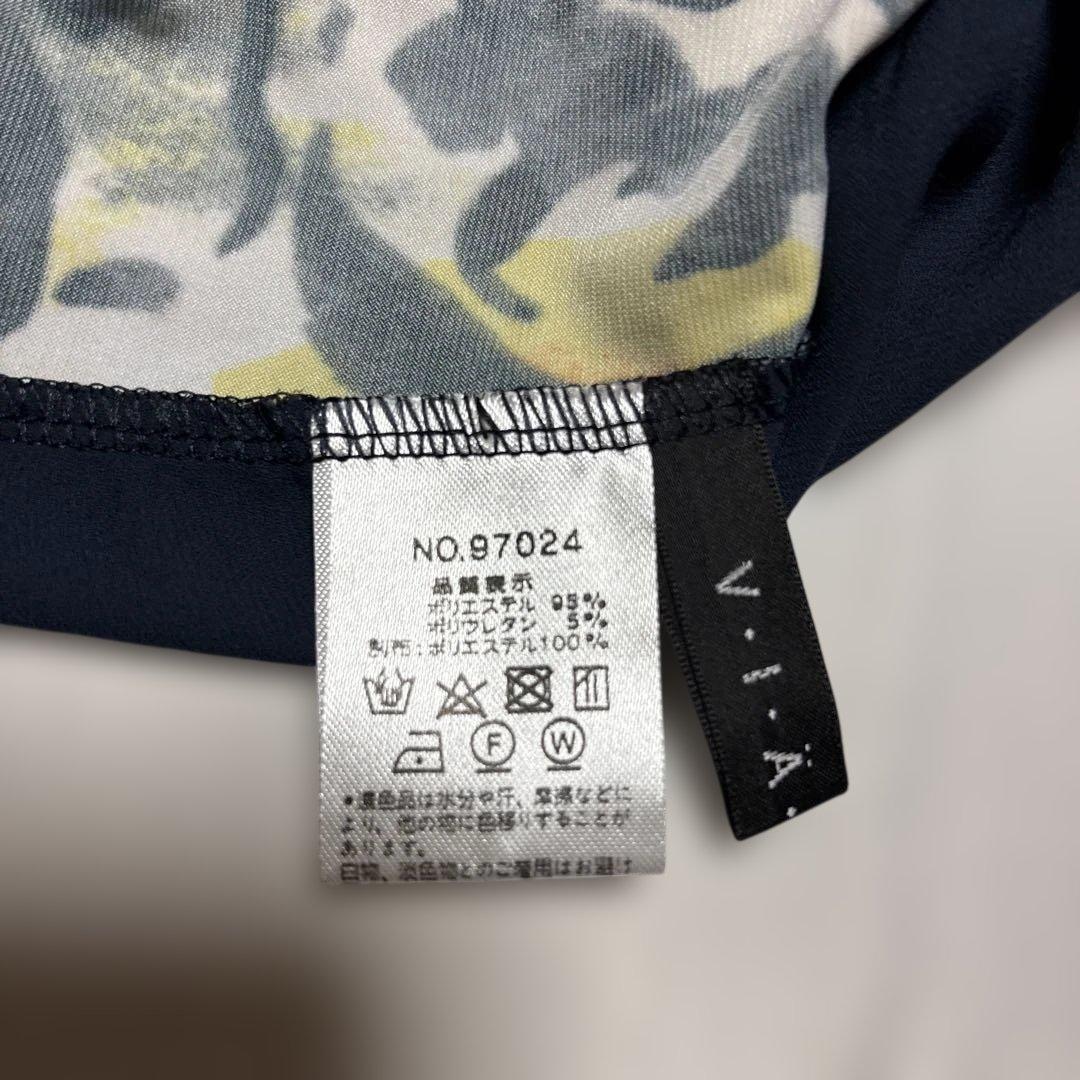 NO.97024
品質表示
ポリエステル 95%
ポリウレタン 5%
別布:ポリエステル100%
F W
•濃色品は水分や汗、摩擦などに
より、他の物に色移りすることが
あります。
白物、淡色物とのご着用はお避け
V・I・A・